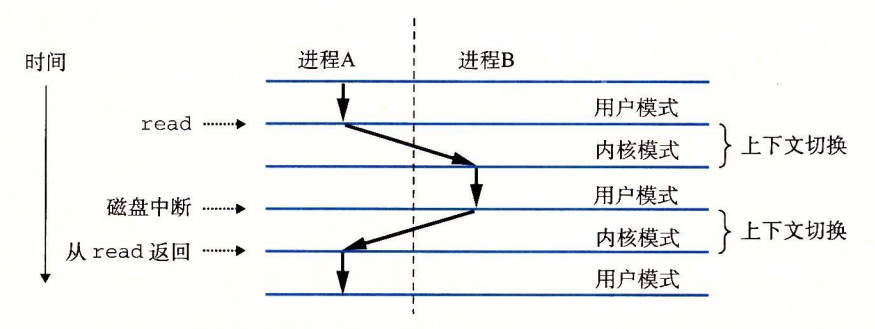 进程A 进程B
时间
用户模式
read
内核模式 上下文切换
用户模式
磁盘中断
内核模式 上下文切换
从 read 返回
用户模式